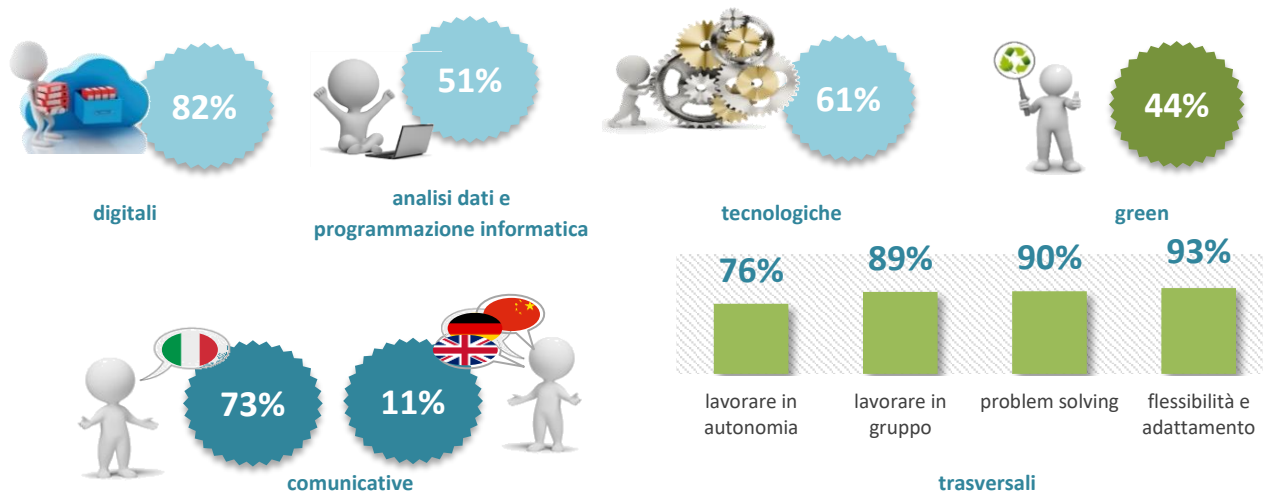 82%
51%
61%
44%
digitali
analisi dati e
programmazione informatica
tecnologiche
green
73%
11%
comunicative
76%
89%
90%
93%
lavorare in
autonomia
lavorare in
gruppo
problem solving
flessibilità e
adattamento
trasversali